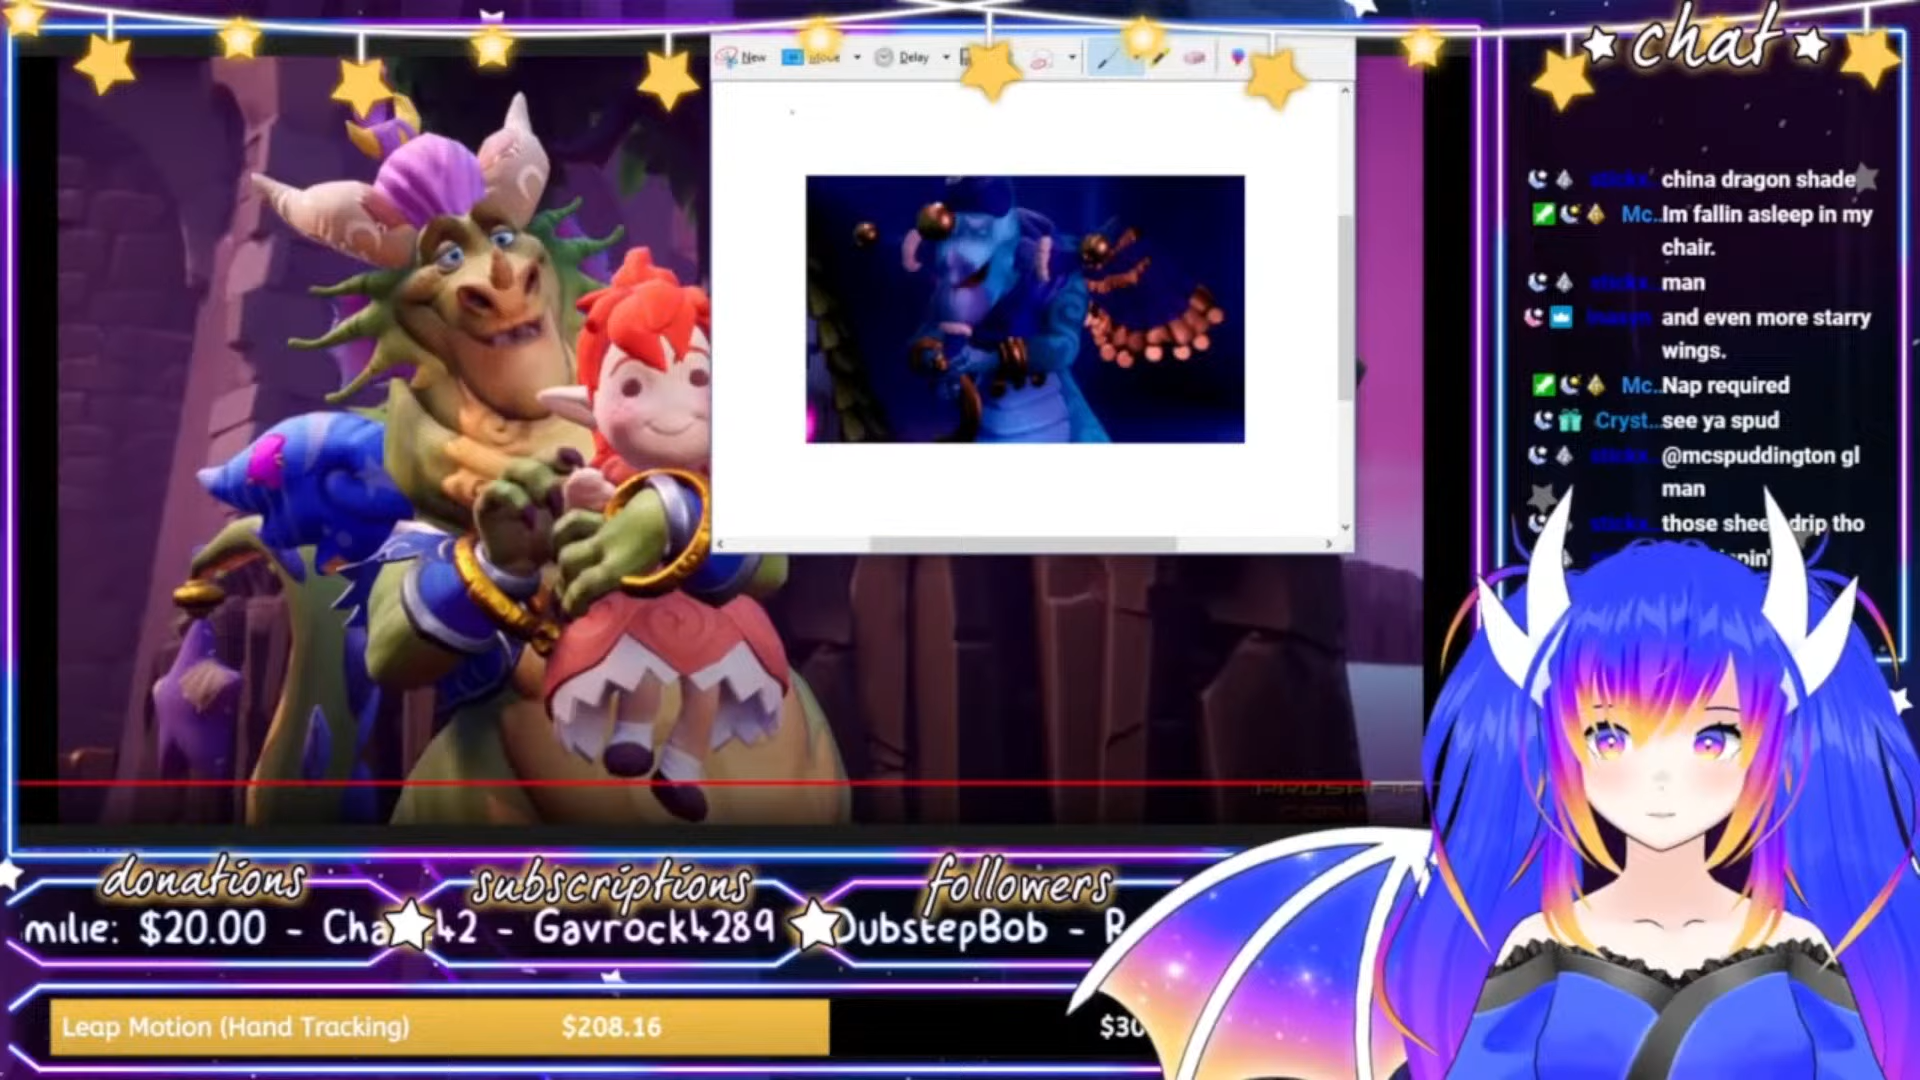 New Move Delay
chat
china dragon shade
Mc..Im fallin asleep in my
chair.
man
and even more starry
wings.
Mc..Nap required
Cryst...see ya spud
@mcspuddington gl
man
those sheep drip tho
donations
subscriptions
followers
milie: $20.00 - Cha
42 - Gavrock4289
DubstepBob - R
Leap Motion (Hand Tracking) $208.16 $30